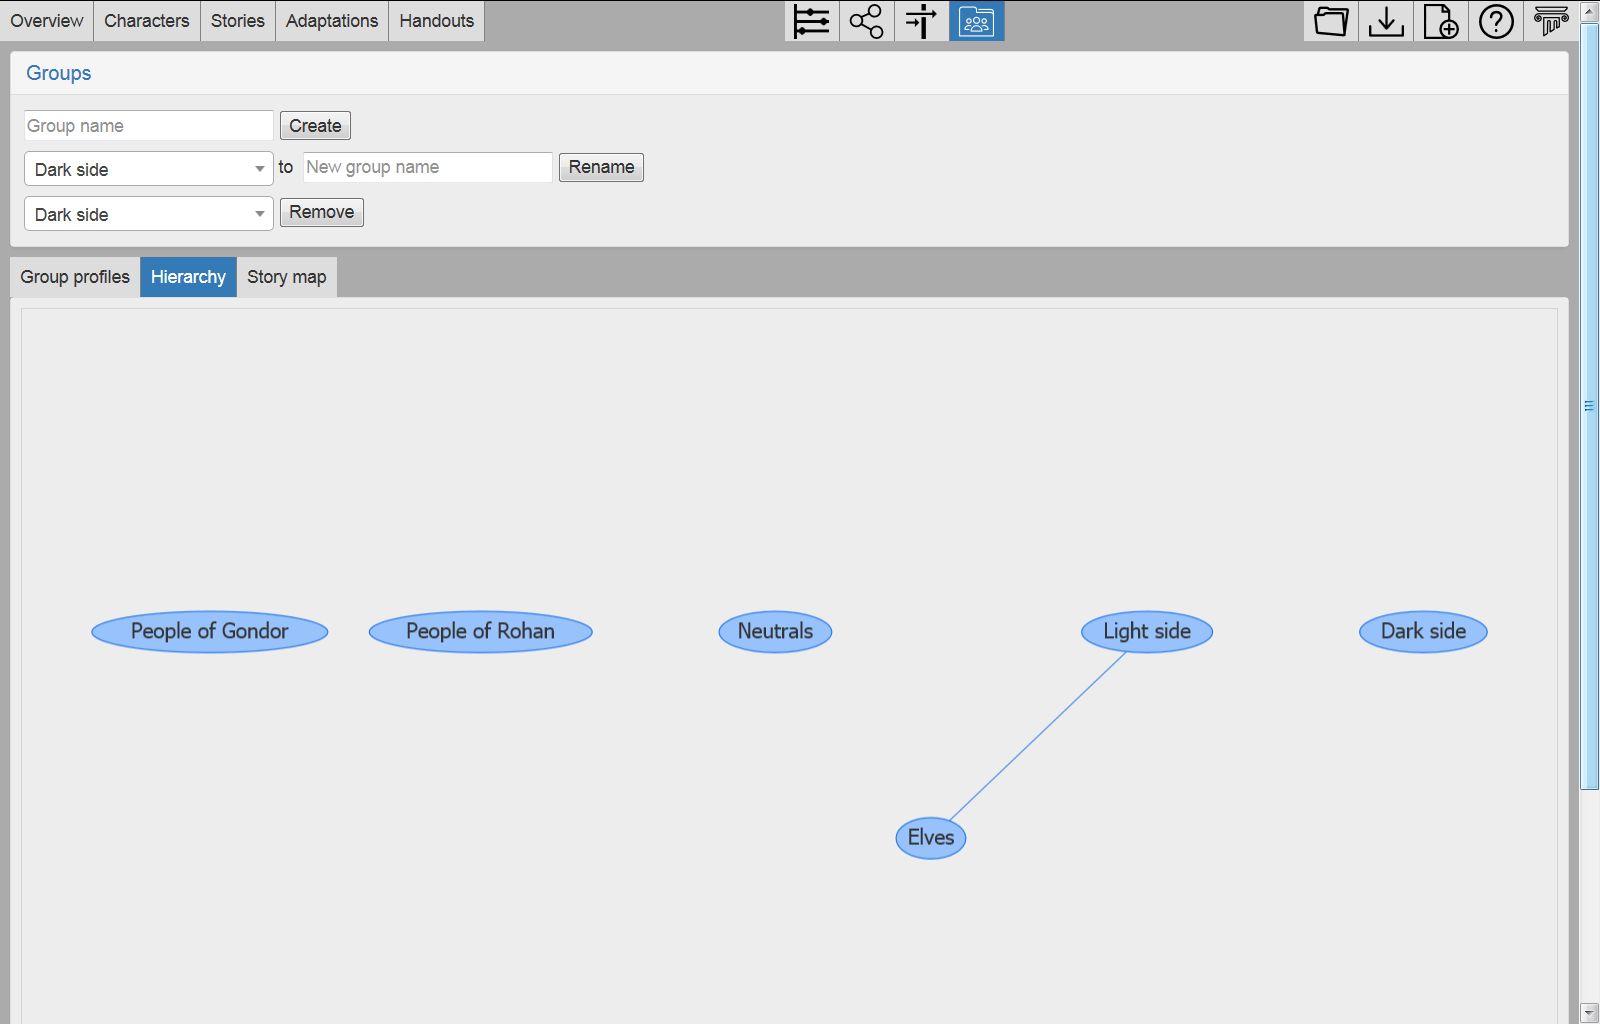 Overview Characters Stories Adaptations Handouts
Groups
Group name Create
Dark side to New group name Rename
Dark side Remove
Group profiles Hierarchy Story map
People of Gondor People of Rohan Neutrals Light side Dark side
Elves